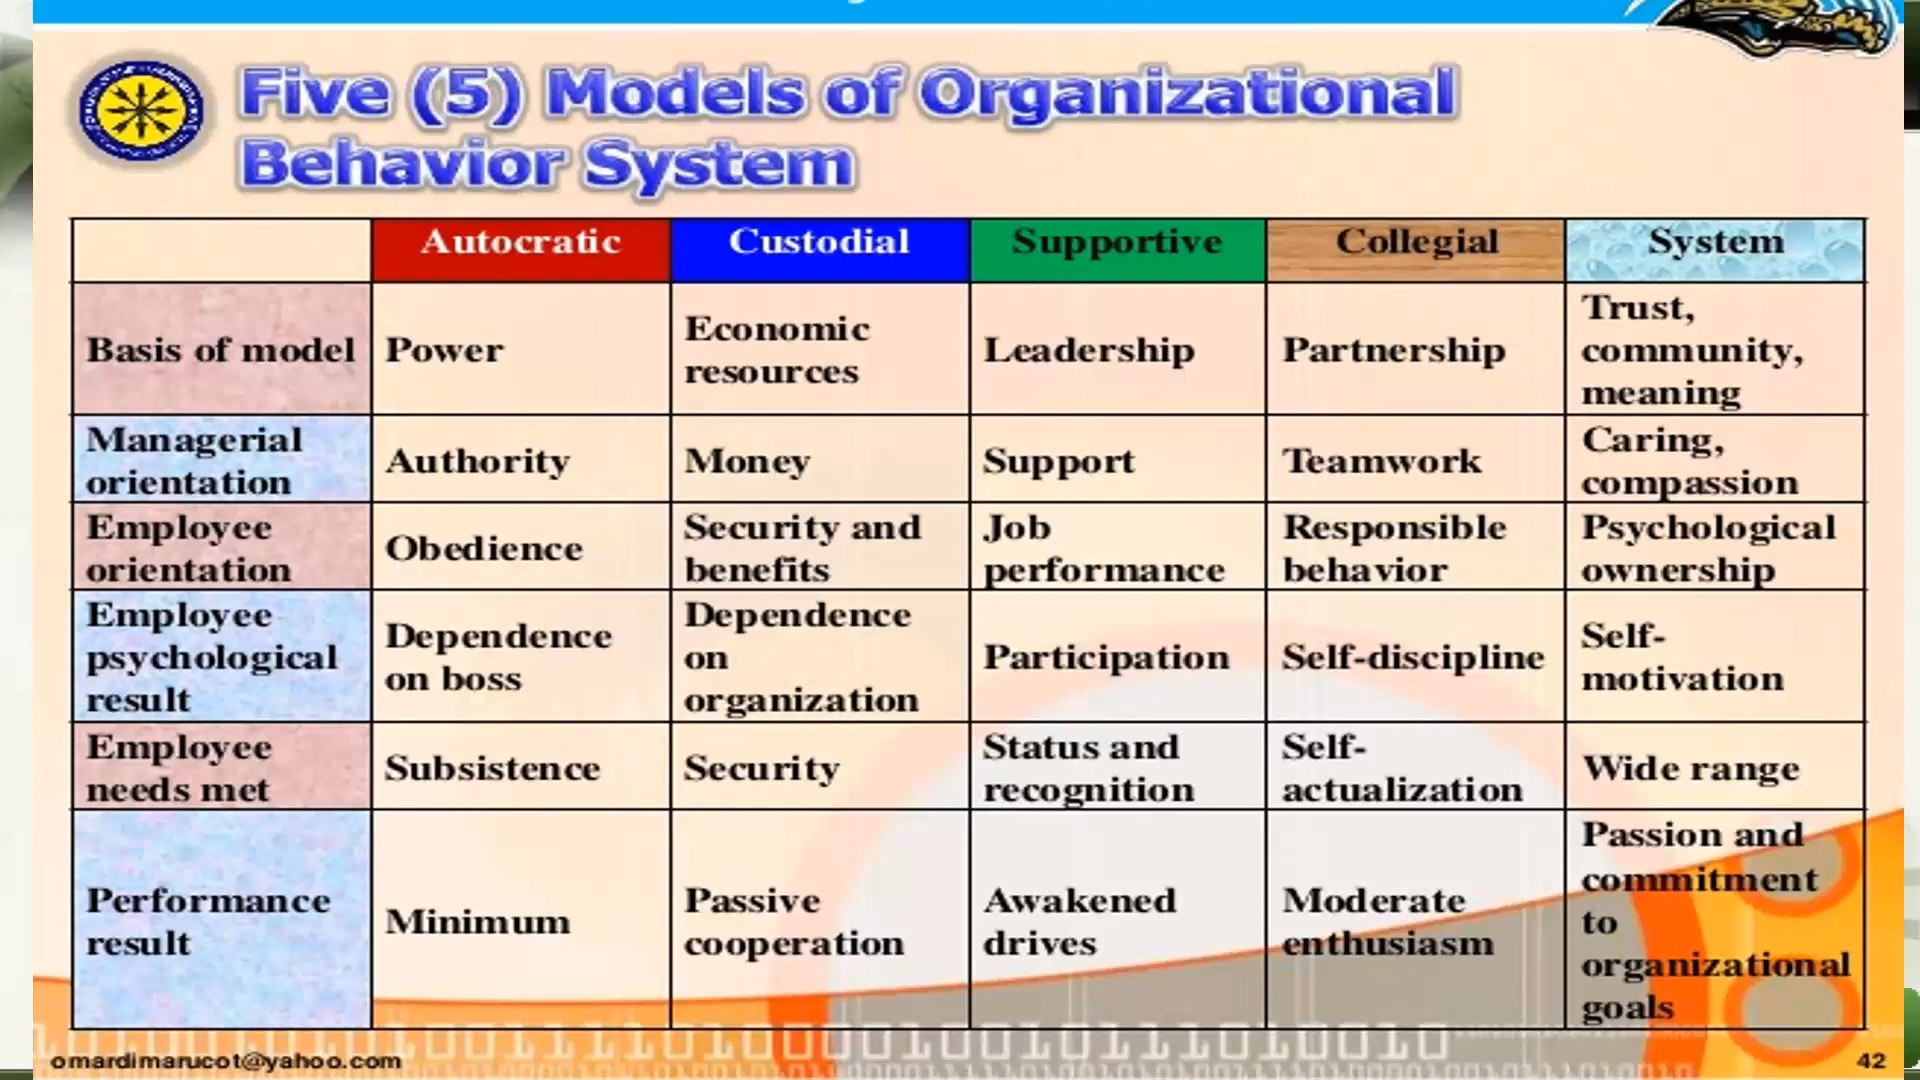 Five (5) Models of Organizational
Behavior System
Autocratic Custodial Supportive Collegial System
Basis of model Power Economic resources Leadership Partnership Trust, community, meaning
Managerial orientation Authority Money Support Teamwork Caring, compassion
Employee orientation Obedience Security and benefits Job performance Responsible behavior Psychological ownership
Employee psychological result Dependence on boss Dependence on organization Participation Self-discipline Self-motivation
Employee needs met Subsistence Security Status and recognition Self-actualization Wide range
Performance result Minimum Passive cooperation Awakened drives Moderate enthusiasm Passion and commitment to organizational goals
omardimarucot@yahoo.com 42